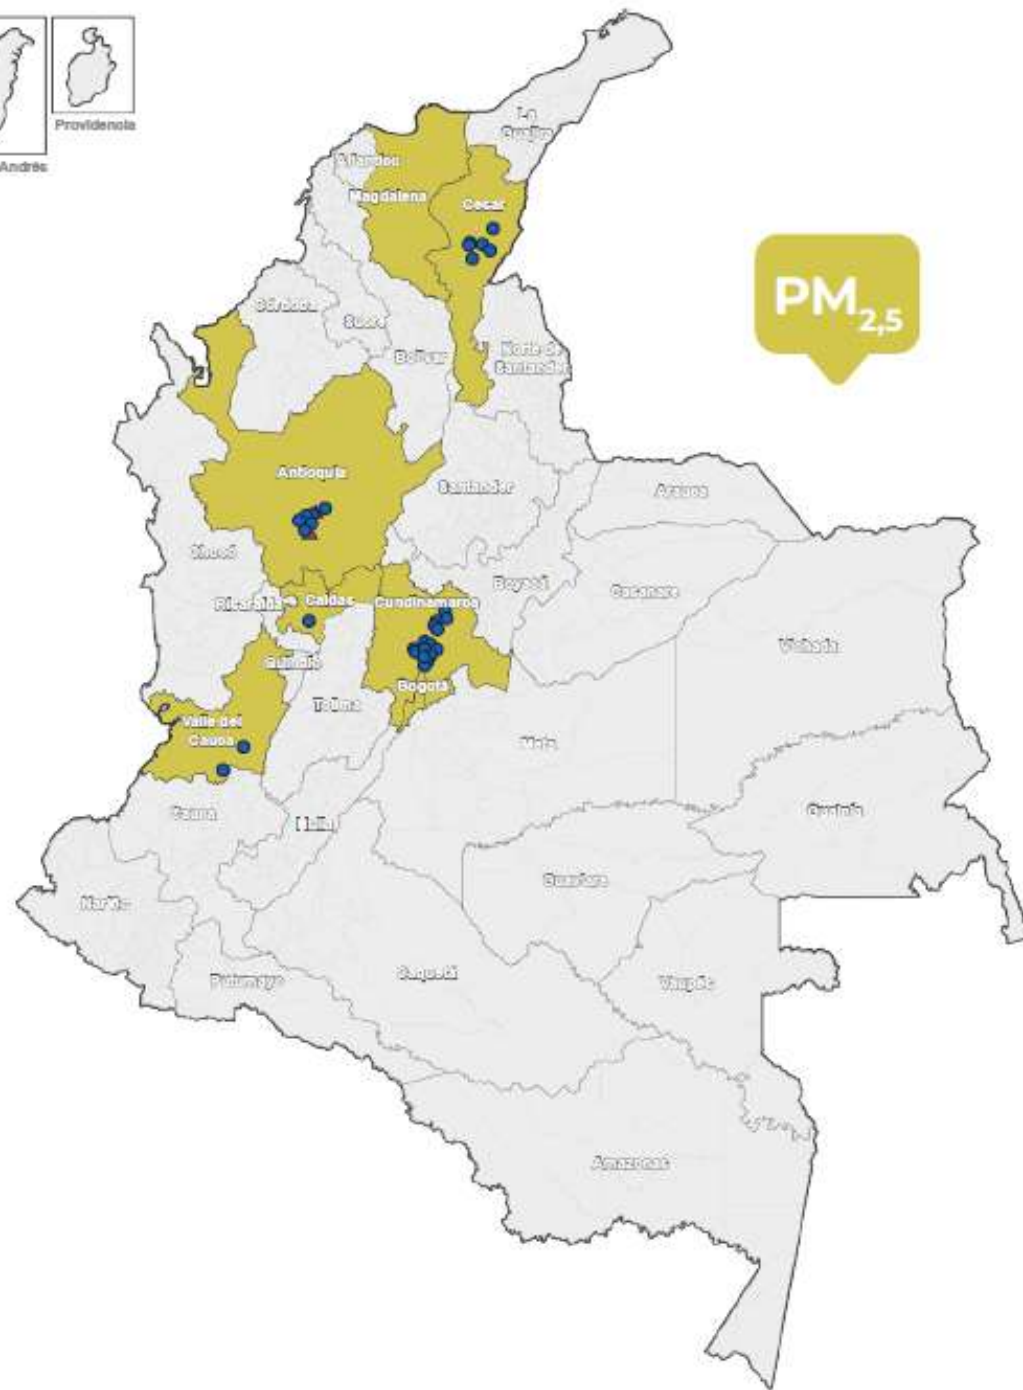 Providencia
Andrés
La
Guajira
Atlántico
Magdalena
Cesar
PM2,5
Córdoba
Sucre
Bolívar
Norte de
Santander
Antioquia
Santander
Arauca
Chocó
Boyacá
Casanare
Risaralda
Caldas
Cundinamarca
Vichada
Quindío
Bogotá
Tolima
Valle del
Cauca
Meta
Cauca
Huila
Guainía
Guaviare
Nariño
Caquetá
Putumayo
Vaupés
Amazonas